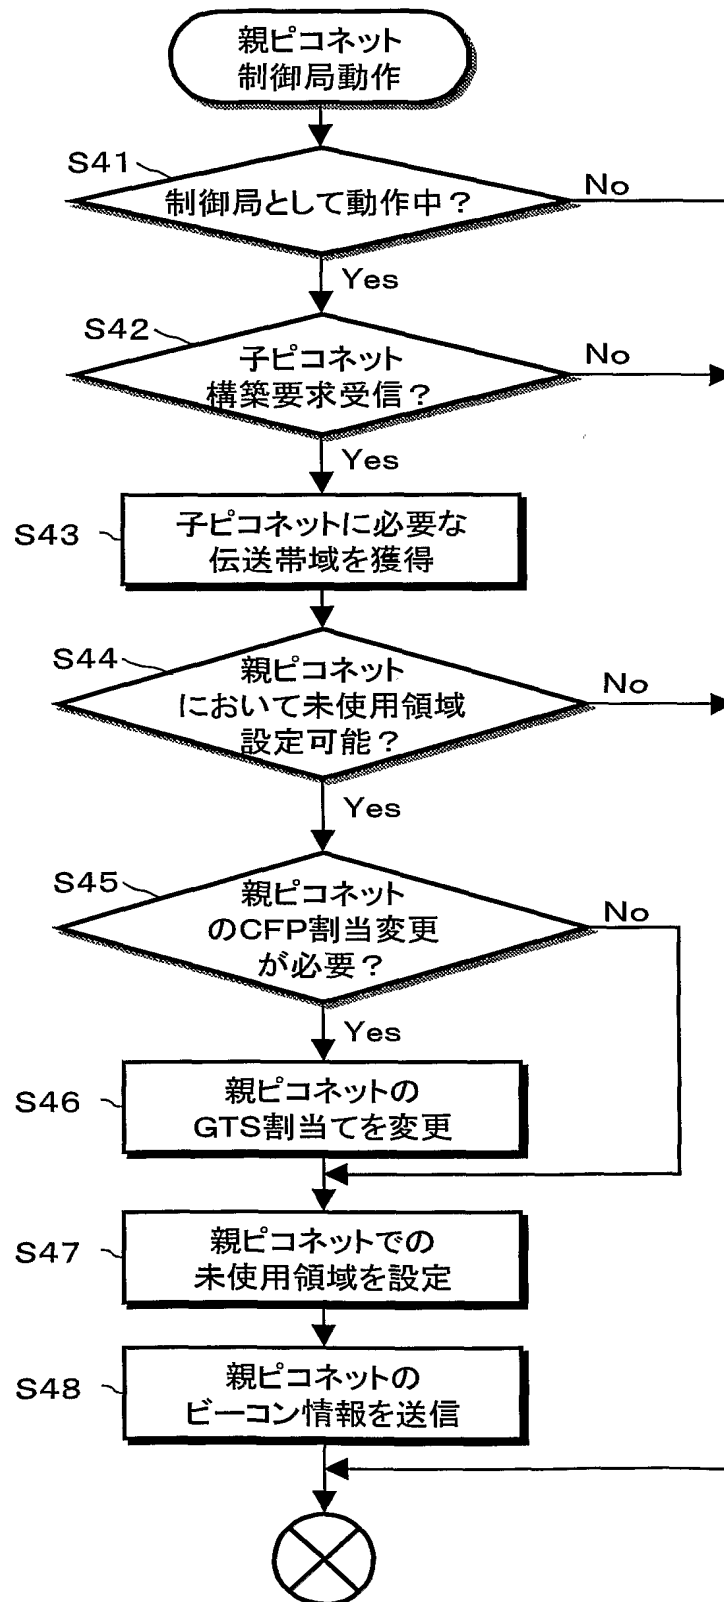 親ピコネット
制御局動作
S41
制御局として動作中？
No
Yes
S42
子ピコネット
構築要求受信？
No
Yes
S43
子ピコネットに必要な
伝送帯域を獲得
S44
親ピコネット
において未使用領域
設定可能？
No
Yes
S45
親ピコネット
のCFP割当変更
が必要？
No
Yes
S46
親ピコネットの
GTS割当てを変更
S47
親ピコネットでの
未使用領域を設定
S48
親ピコネットの
ビーコン情報を送信